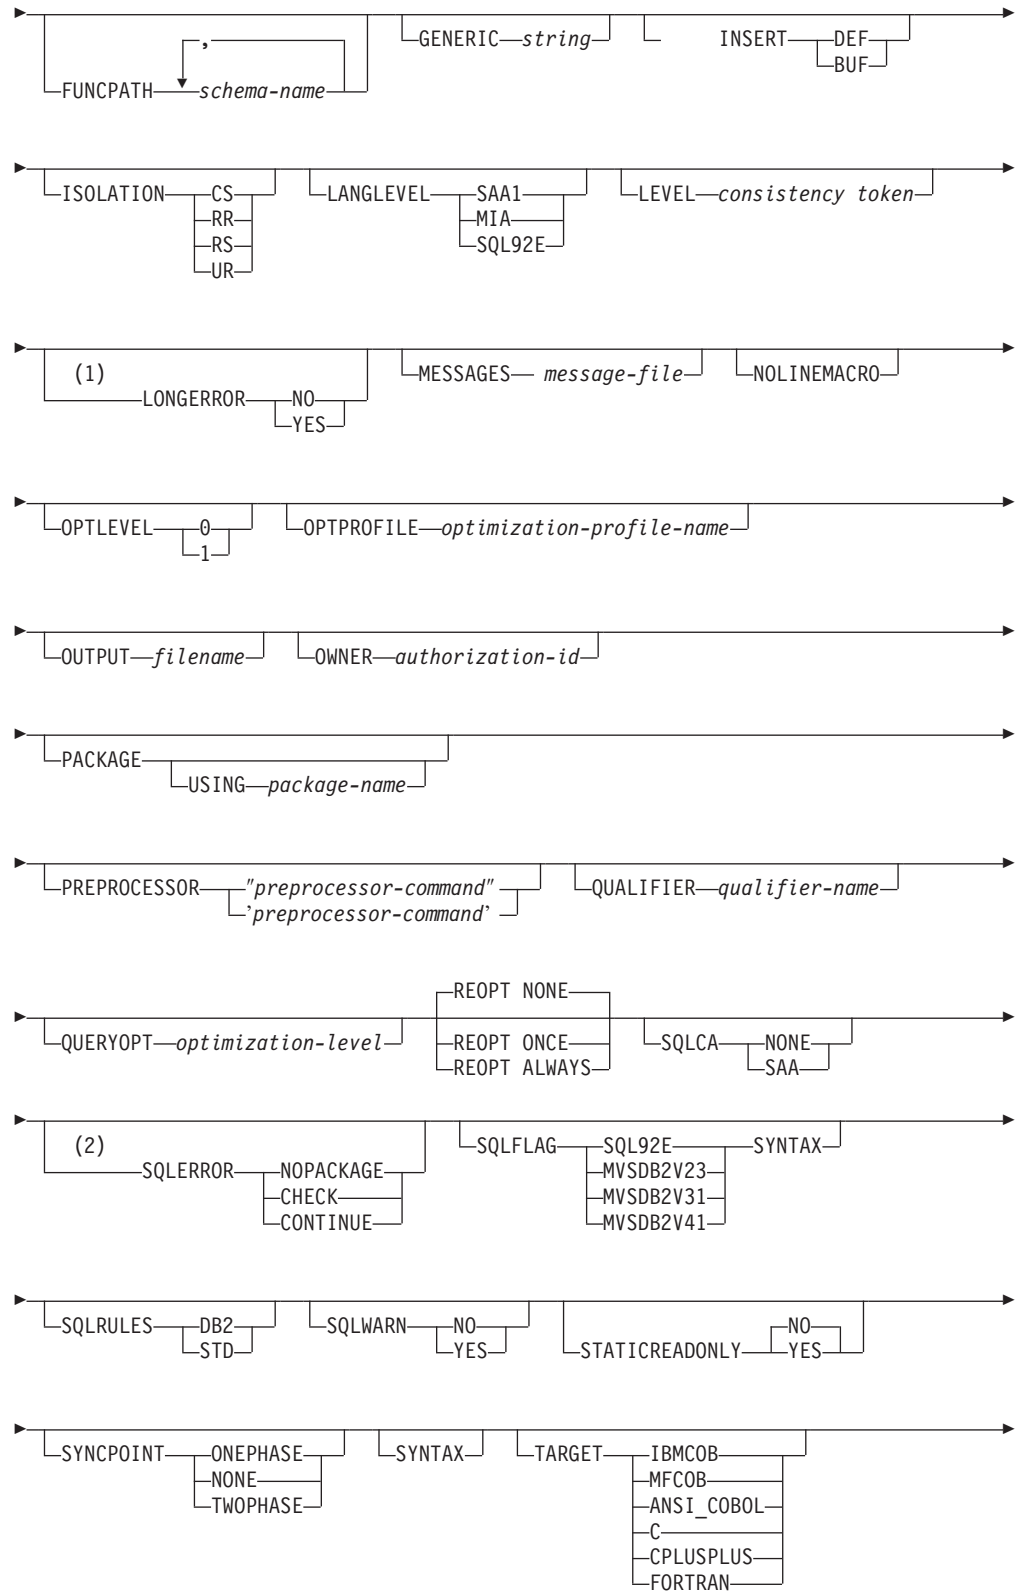 ,
GENERIC string INSERT DEF
BUF
FUNCPATH schema-name
ISOLATION CS LANGLEVEL SAA1 LEVEL consistency token
RR MIA
RS SQL92E
UR
(1) MESSAGES message-file NOLINEMACRO
LONGERROR NO
YES
OPTLEVEL 0 OPTPROFILE optimization-profile-name
1
OUTPUT filename OWNER authorization-id
PACKAGE
USING package-name
PREPROCESSOR "preprocessor-command" QUALIFIER qualifier-name
'preprocessor-command'
REOPT NONE
QUERYOPT optimization-level REOPT ONCE SQLCA NONE
REOPT ALWAYS SAA
(2) SQLFLAG SQL92E SYNTAX
SQLERROR NOPACKAGE MVSDB2V23
CHECK MVSDB2V31
CONTINUE MVSDB2V41
SQLRULES DB2 SQLWARN NO NO
STD YES STATICREADONLY YES
SYNCPOINT ONEPHASE SYNTAX TARGET IBMCOB
NONE MFCOB
TWOPHASE ANSI_COBOL
C
CPLUSPLUS
FORTRAN